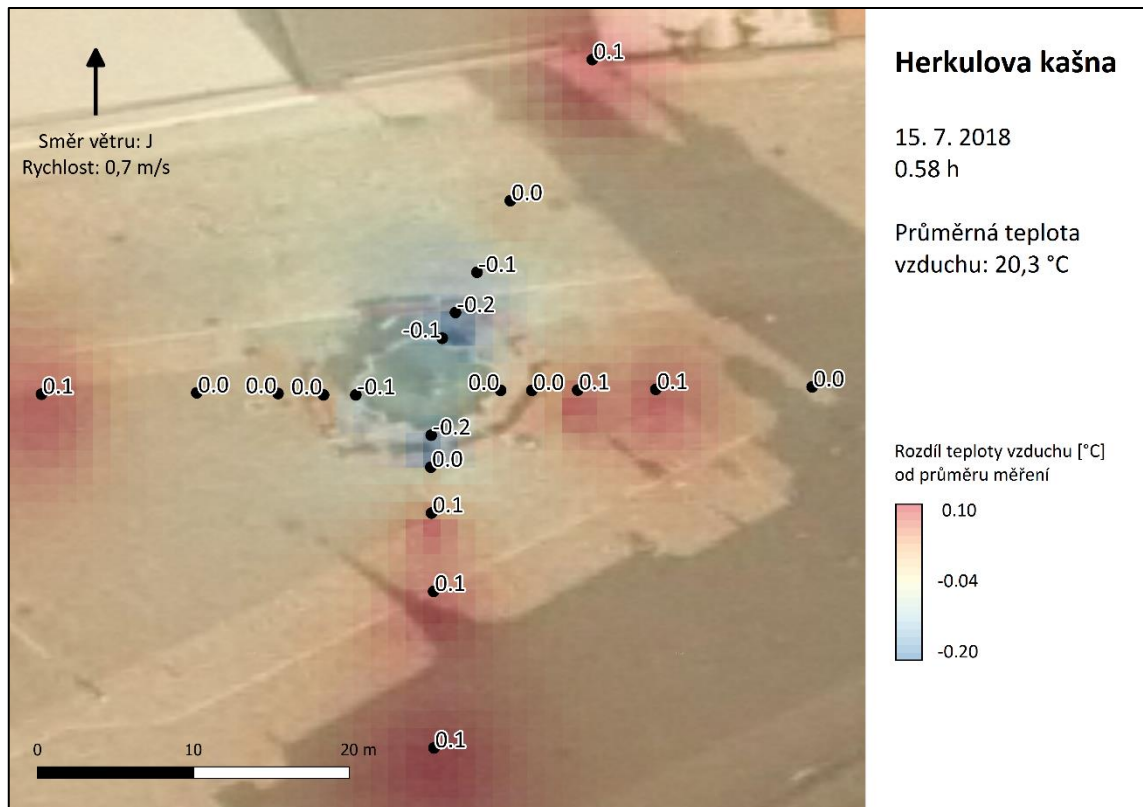 Herkulova kašna
15. 7. 2018
0.58 h
Průměrná teplota
vzduchu: 20,3 °C
Směr větru: J
Rychlost: 0,7 m/s
0.1
0.0
-0.1
-0.2
-0.1
0.1
0.0
0.0
0.0
-0.1
0.0
0.0
0.1
0.1
0.0
-0.2
0.0
0.1
0.1
0.1
0 10 20 m
Rozdíl teploty vzduchu [°C]
od průměru měření
0.10
-0.04
-0.20